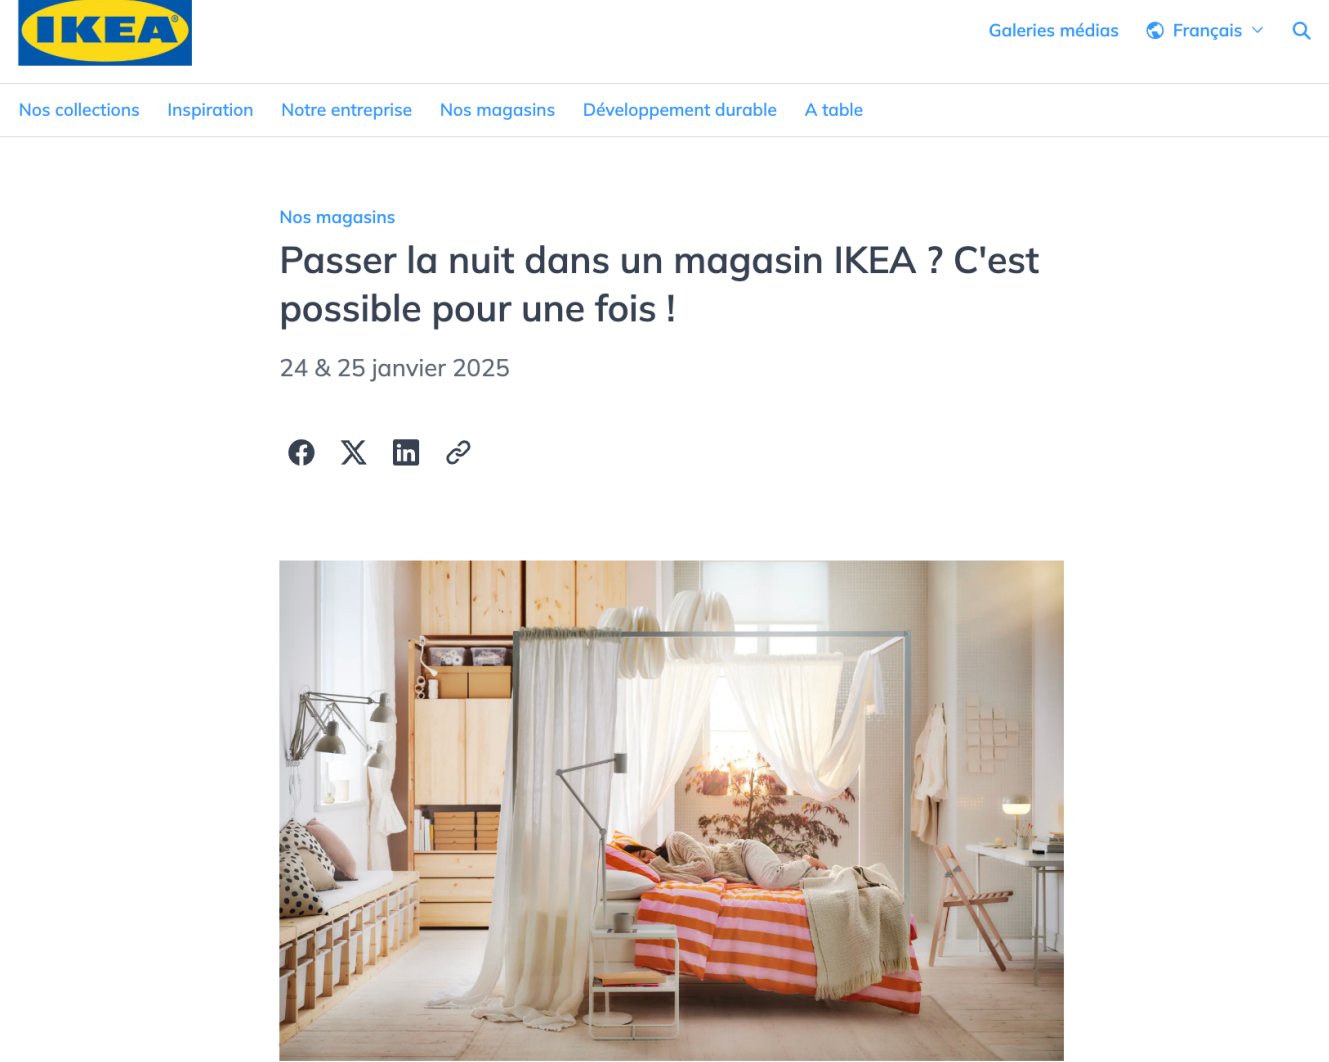 IKEA®
Galeries médias
Français
Nos collections
Inspiration
Notre entreprise
Nos magasins
Développement durable
A table
Nos magasins
Passer la nuit dans un magasin IKEA ? C'est
possible pour une fois !
24 & 25 janvier 2025